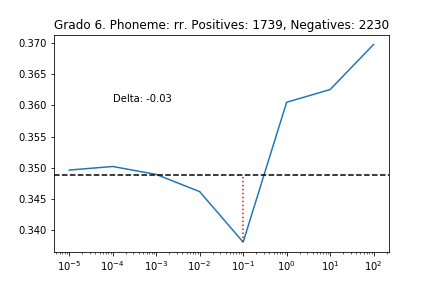 Grado 6. Phoneme: rr. Positives: 1739, Negatives: 2230
0.370
0.365
0.360
Delta: -0.03
0.355
0.350
0.345
0.340
10⁻⁵ 10⁻⁴ 10⁻³ 10⁻² 10⁻¹ 10⁰ 10¹ 10²